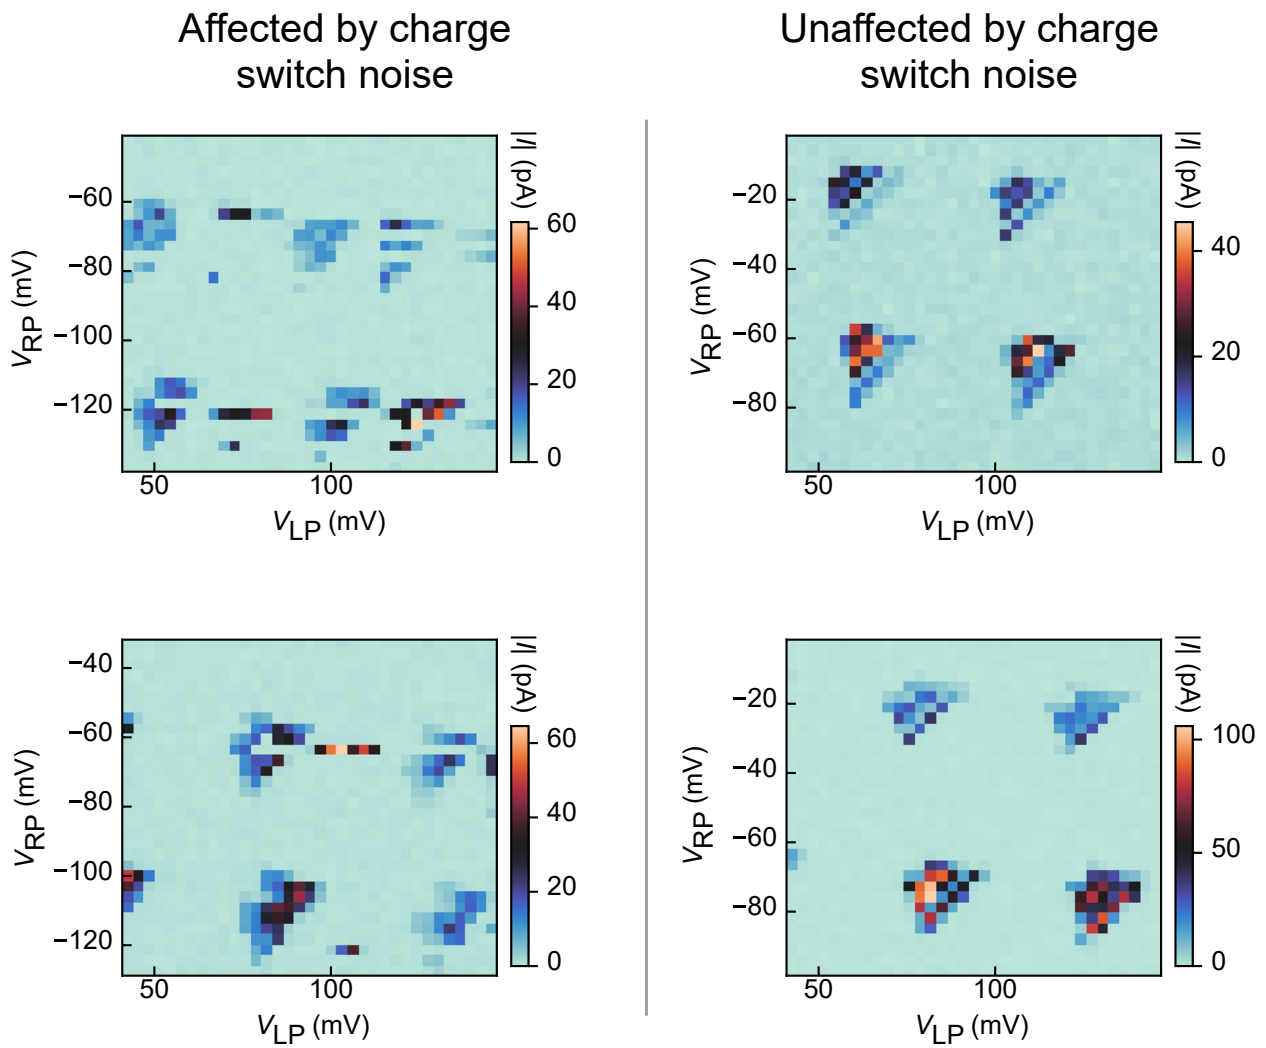 Affected by charge
switch noise
Unaffected by charge
switch noise
|I| (pA)
60
40
20
0
−60
−80
−100
−120
V_RP (mV)
50
100
V_LP (mV)
|I| (pA)
40
20
0
−20
−40
−60
−80
V_RP (mV)
50
100
V_LP (mV)
|I| (pA)
60
40
20
0
−40
−60
−80
−100
−120
V_RP (mV)
50
100
V_LP (mV)
|I| (pA)
100
50
0
−20
−40
−60
−80
V_RP (mV)
50
100
V_LP (mV)